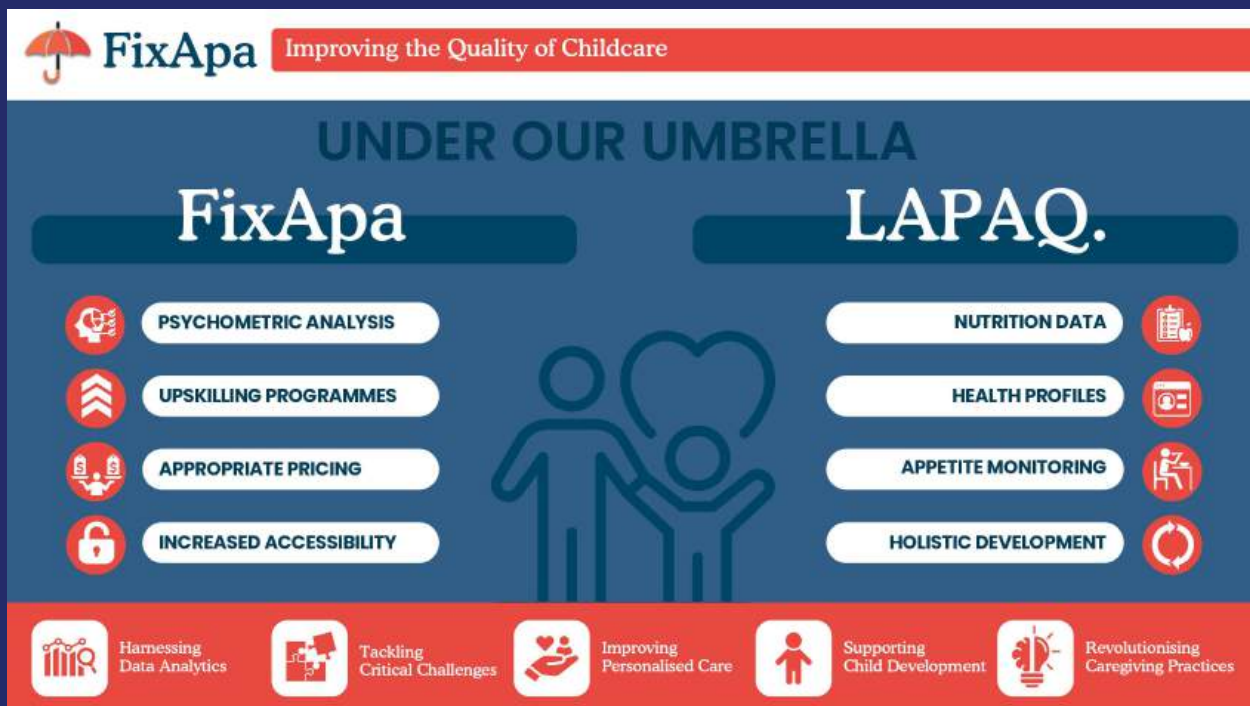 FixApa
Improving the Quality of Childcare
UNDER OUR UMBRELLA
FixApa
PSYCHOMETRIC ANALYSIS
UPSKILLING PROGRAMMES
APPROPRIATE PRICING
INCREASED ACCESSIBILITY
LAPAQ.
NUTRITION DATA
HEALTH PROFILES
APPETITE MONITORING
HOLISTIC DEVELOPMENT
Harnessing
Data Analytics
Tackling
Critical Challenges
Improving
Personalised Care
Supporting
Child Development
Revolutionising
Caregiving Practices